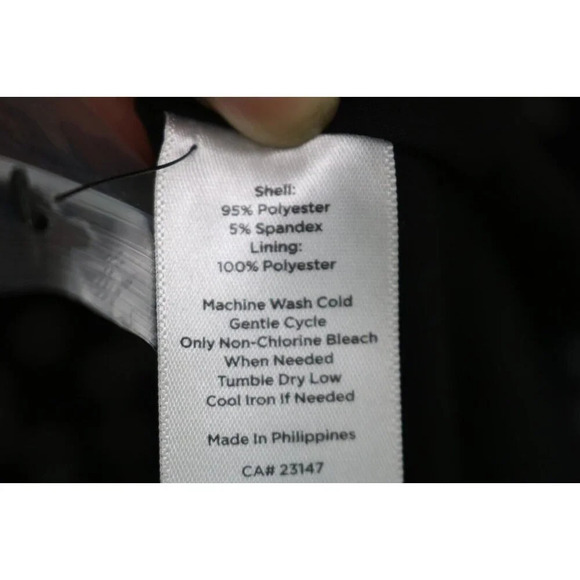 Shell:
95% Polyester
5% Spandex
Lining:
100% Polyester
Machine Wash Cold
Gentle Cycle
Only Non-Chlorine Bleach
When Needed
Tumble Dry Low
Cool Iron If Needed
Made In Philippines
CA# 23147